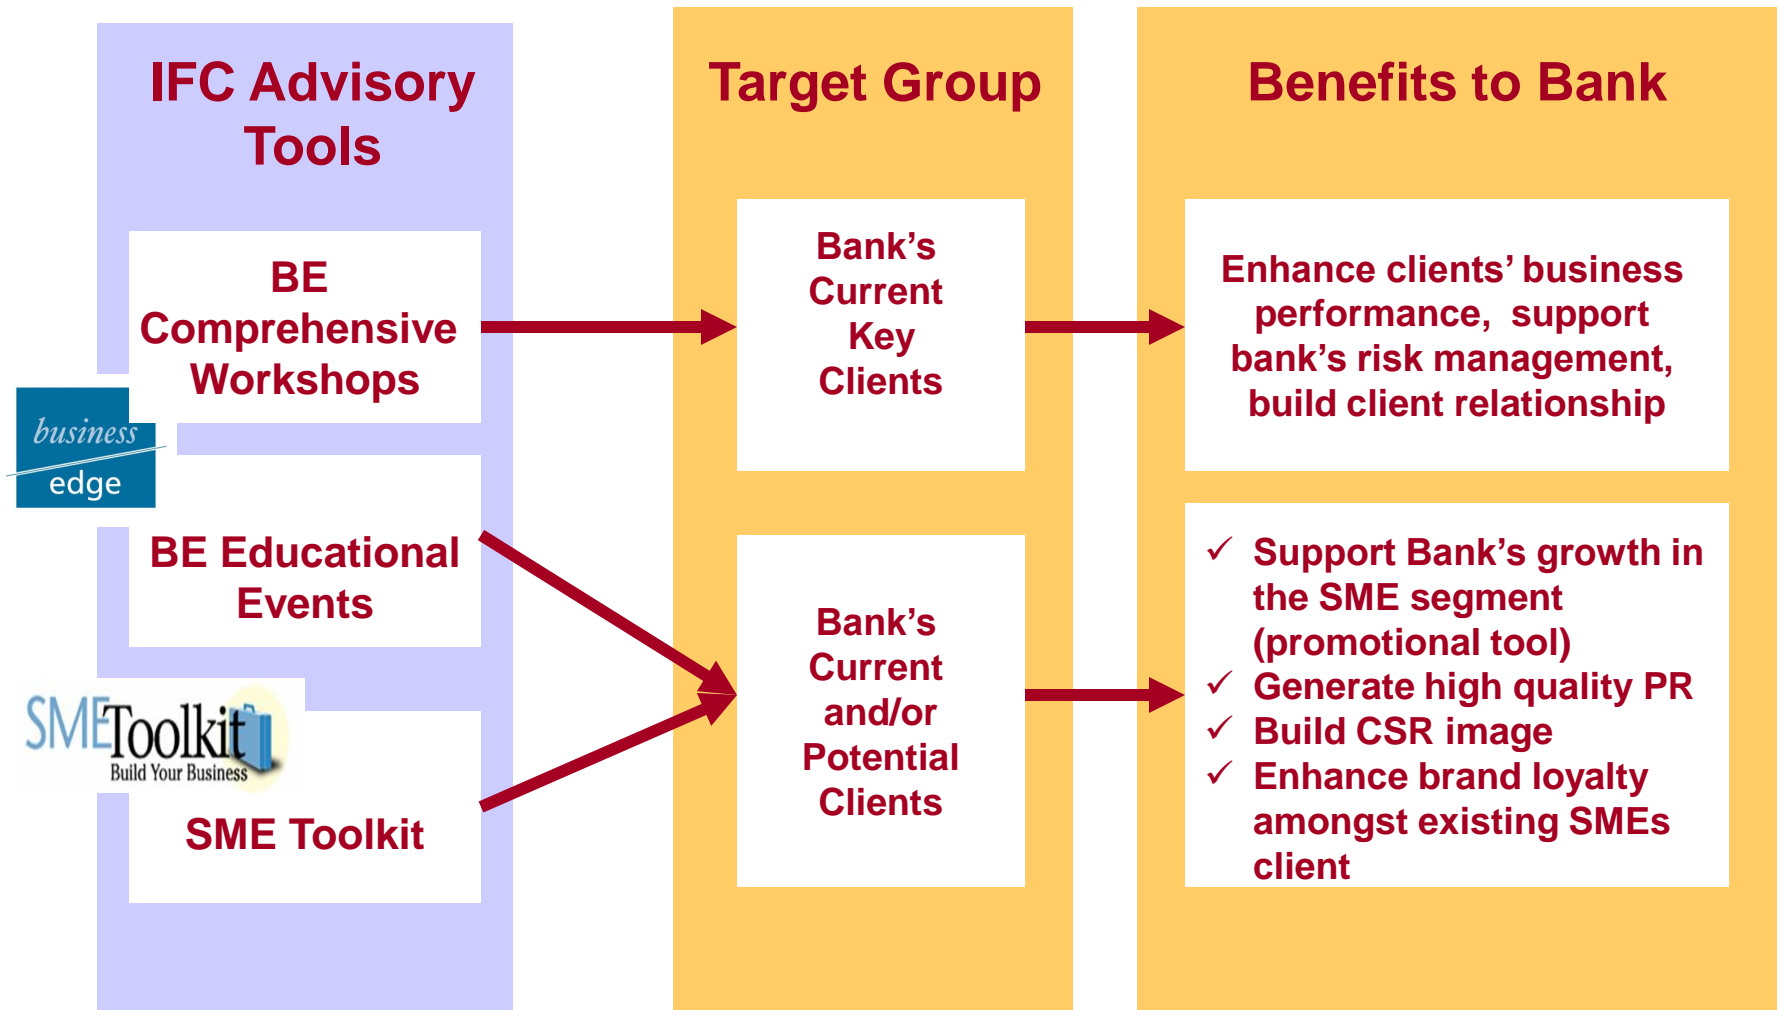 IFC Advisory
Tools
BE
Comprehensive
Workshops
business
edge
BE Educational
Events
SMEToolkit
Build Your Business
SME Toolkit
Target Group
Bank’s
Current
Key
Clients
Bank’s
Current
and/or
Potential
Clients
Benefits to Bank
Enhance clients’ business
performance,  support
bank’s risk management,
build client relationship
✓ Support Bank’s growth in
the SME segment
(promotional tool)
✓ Generate high quality PR
✓ Build CSR image
✓ Enhance brand loyalty
amongst existing SMEs
client